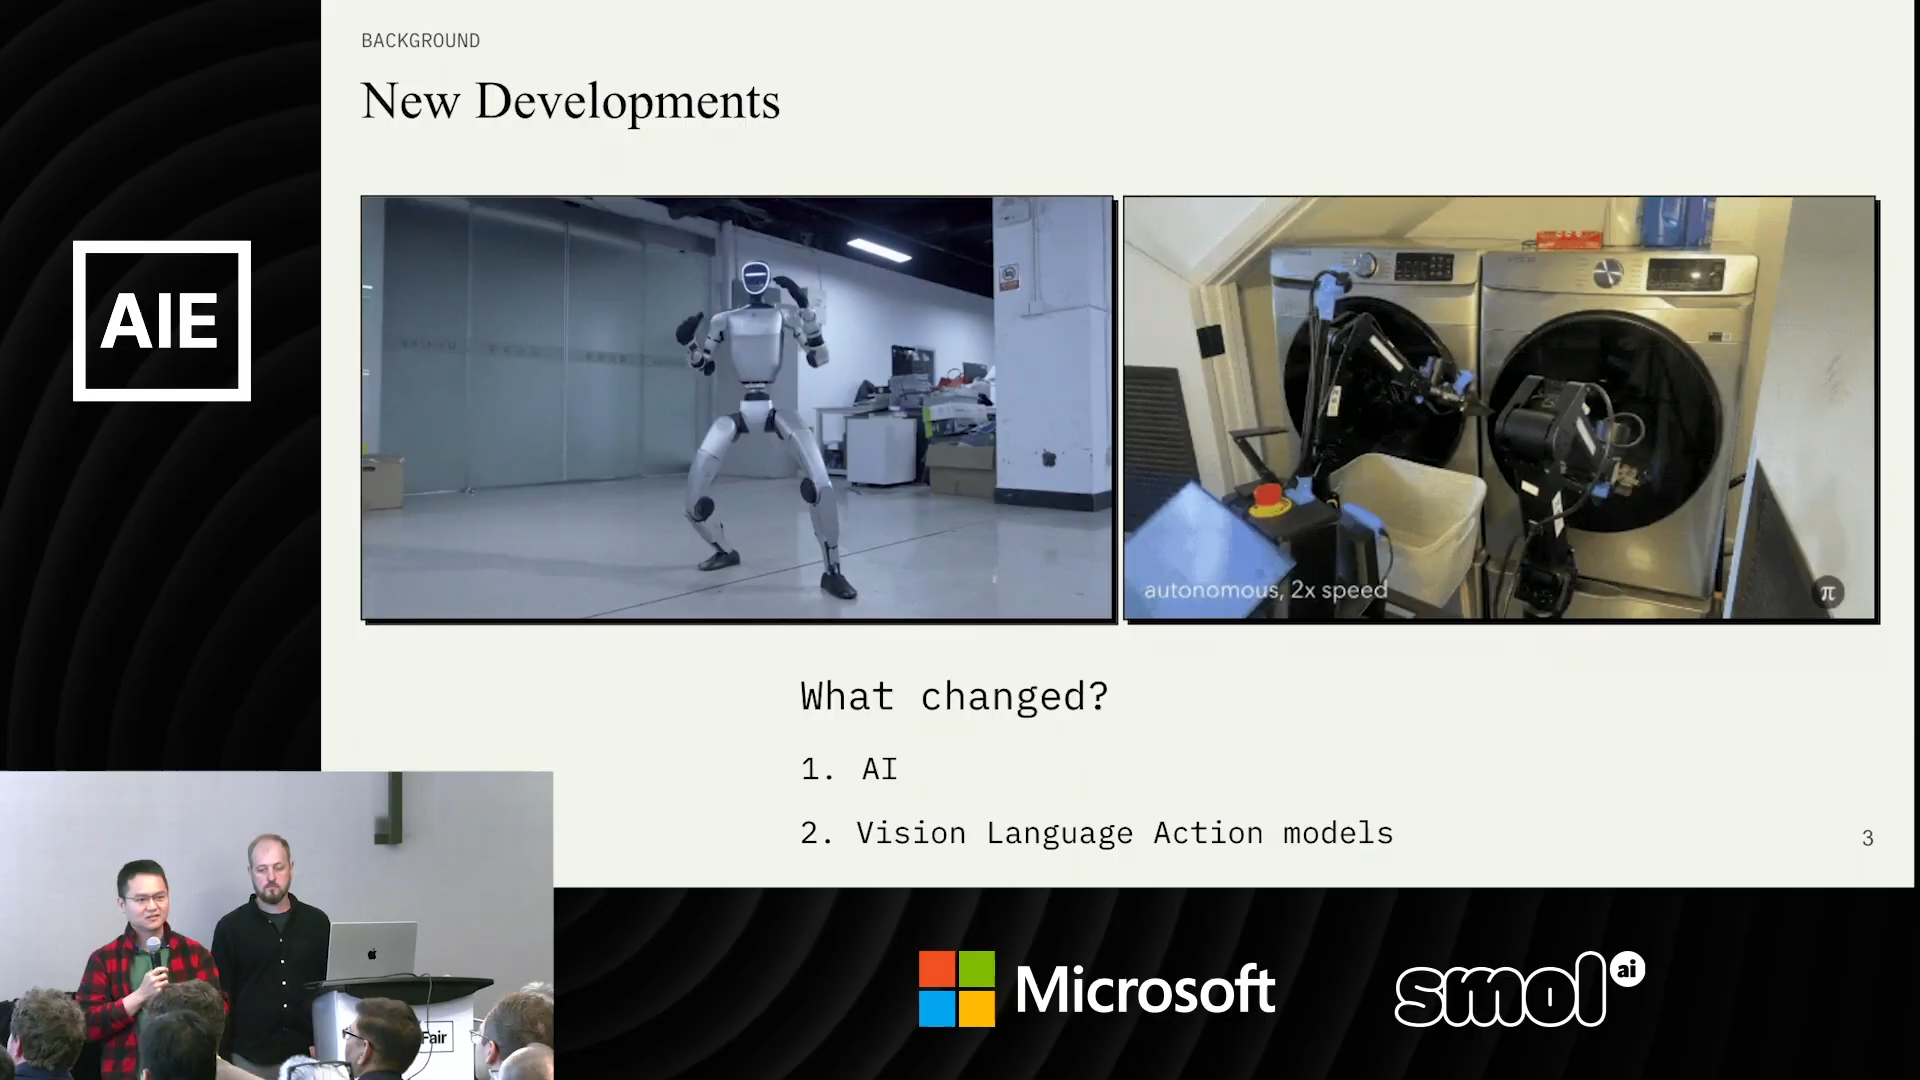 BACKGROUND
New Developments
AIE
autonomous, 2x speed
π
What changed?
1. AI
2. Vision Language Action models
3
Fair
Microsoft
smol ai